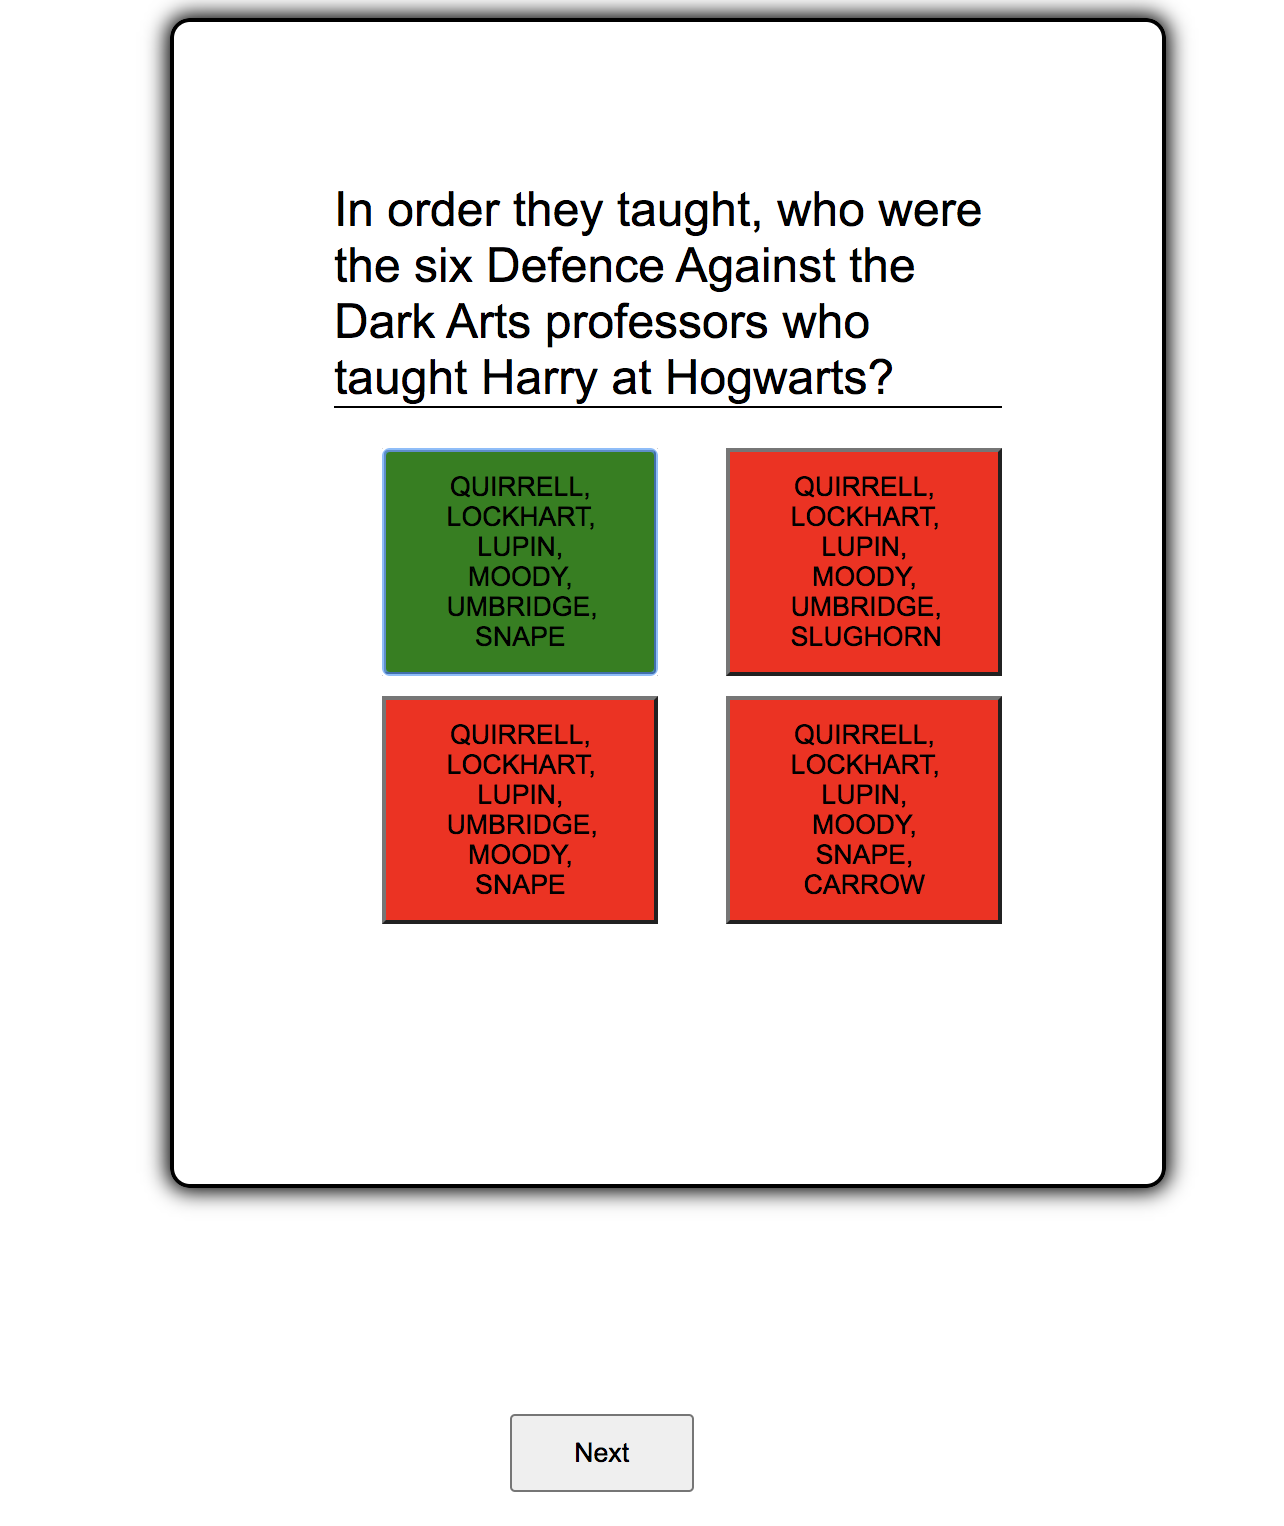 In order they taught, who were
the six Defence Against the
Dark Arts professors who
taught Harry at Hogwarts?
QUIRRELL,
LOCKHART,
LUPIN,
MOODY,
UMBRIDGE,
SNAPE
QUIRRELL,
LOCKHART,
LUPIN,
MOODY,
UMBRIDGE,
SLUGHORN
QUIRRELL,
LOCKHART,
LUPIN,
UMBRIDGE,
MOODY,
SNAPE
QUIRRELL,
LOCKHART,
LUPIN,
MOODY,
SNAPE,
CARROW
Next